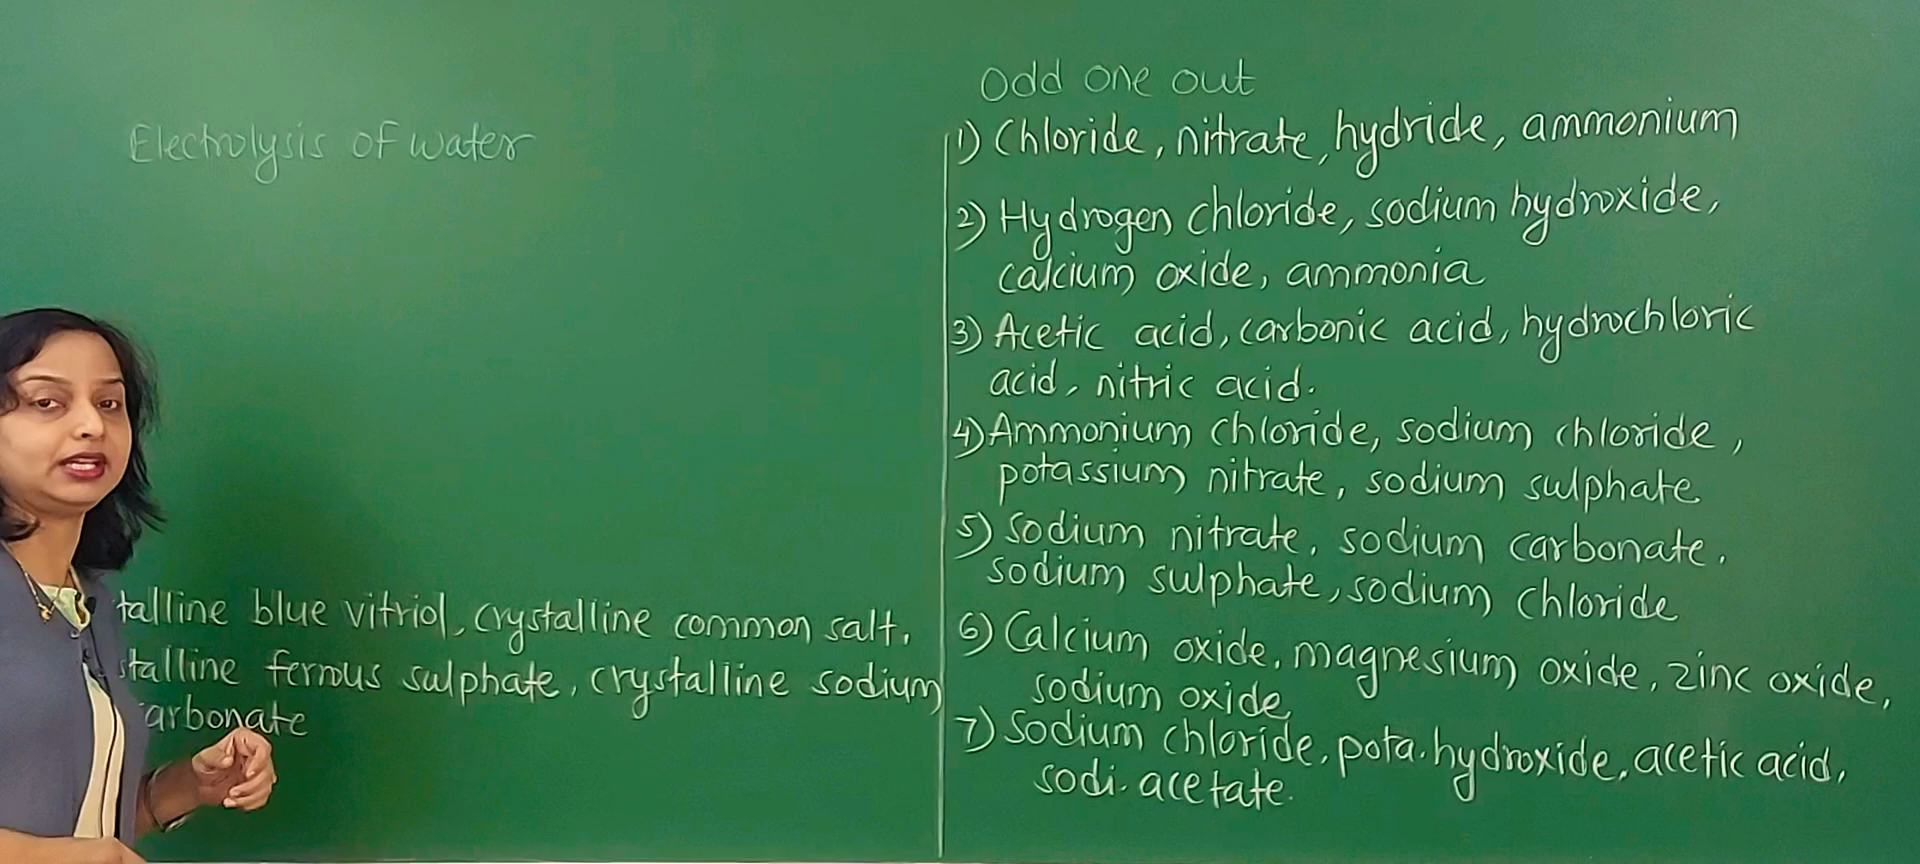 Electrolysis of water
talline blue vitriol, crystalline common salt,
stalline ferrous sulphate, crystalline sodium
arbonate
Odd one out
1) Chloride, nitrate, hydride, ammonium
2) Hydrogen chloride, sodium hydroxide,
calcium oxide, ammonia
3) Acetic acid, carbonic acid, hydrochloric
acid, nitric acid.
4) Ammonium chloride, sodium chloride,
potassium nitrate, sodium sulphate
5) Sodium nitrate, sodium carbonate,
sodium sulphate, sodium chloride
6) Calcium oxide, magnesium oxide, zinc oxide,
sodium oxide,
7) Sodium chloride, pota. hydroxide, acetic acid,
sodi. acetate.